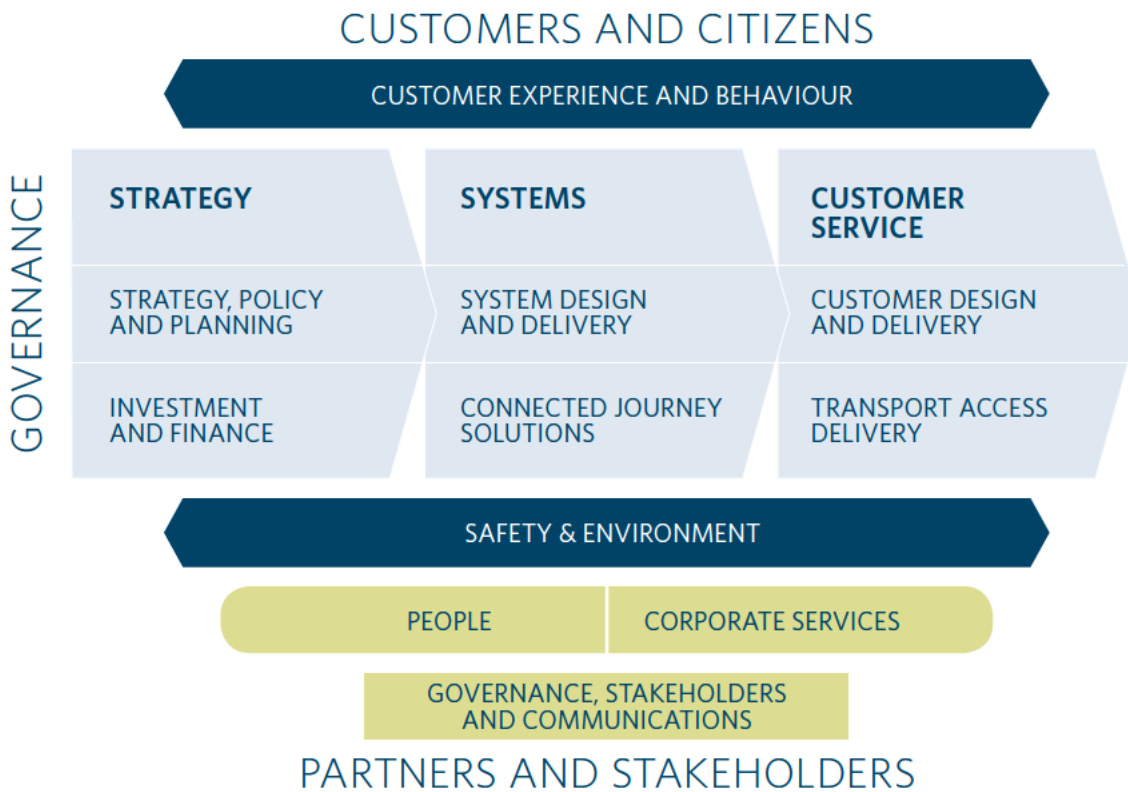 CUSTOMERS AND CITIZENS
CUSTOMER EXPERIENCE AND BEHAVIOUR
GOVERNANCE
STRATEGY
STRATEGY, POLICY
AND PLANNING
INVESTMENT
AND FINANCE
SYSTEMS
SYSTEM DESIGN
AND DELIVERY
CONNECTED JOURNEY
SOLUTIONS
CUSTOMER
SERVICE
CUSTOMER DESIGN
AND DELIVERY
TRANSPORT ACCESS
DELIVERY
SAFETY & ENVIRONMENT
PEOPLE
CORPORATE SERVICES
GOVERNANCE, STAKEHOLDERS
AND COMMUNICATIONS
PARTNERS AND STAKEHOLDERS